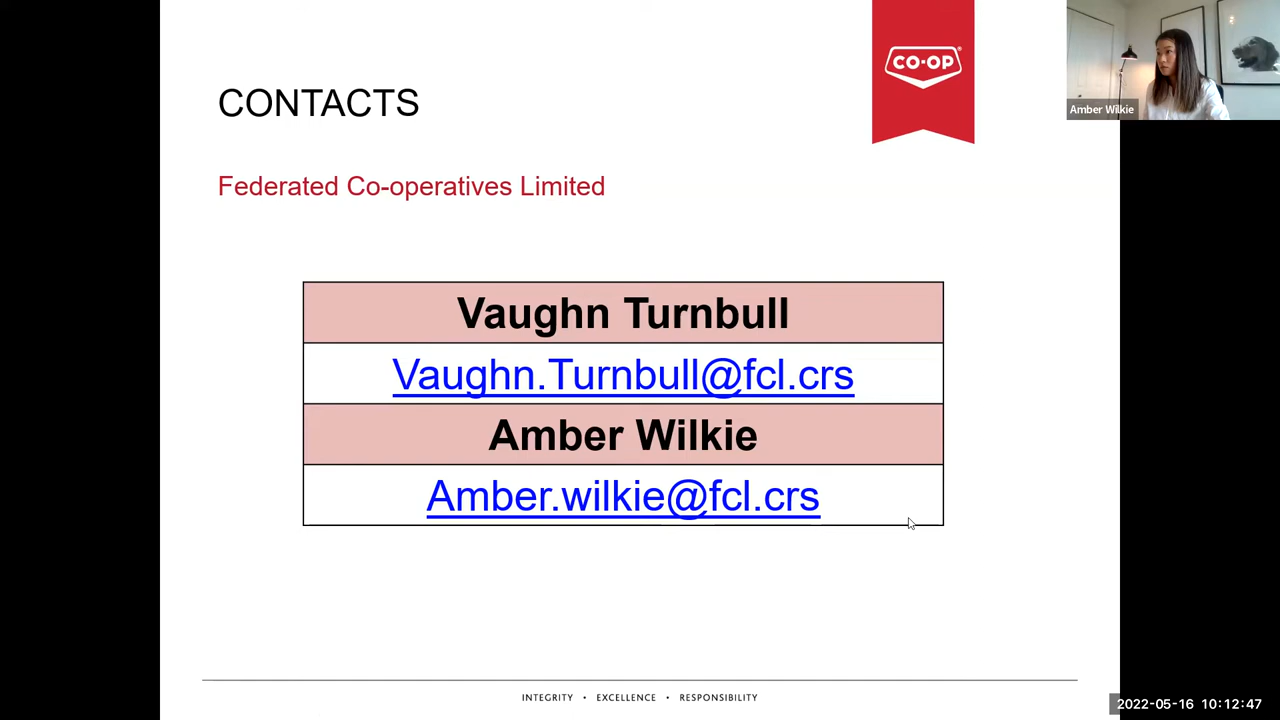 CO-OP®
Amber Wilkie
CONTACTS
Federated Co-operatives Limited
Vaughn Turnbull
Vaughn.Turnbull@fcl.crs
Amber Wilkie
Amber.wilkie@fcl.crs
INTEGRITY • EXCELLENCE • RESPONSIBILITY
2022-05-16 10:12:47